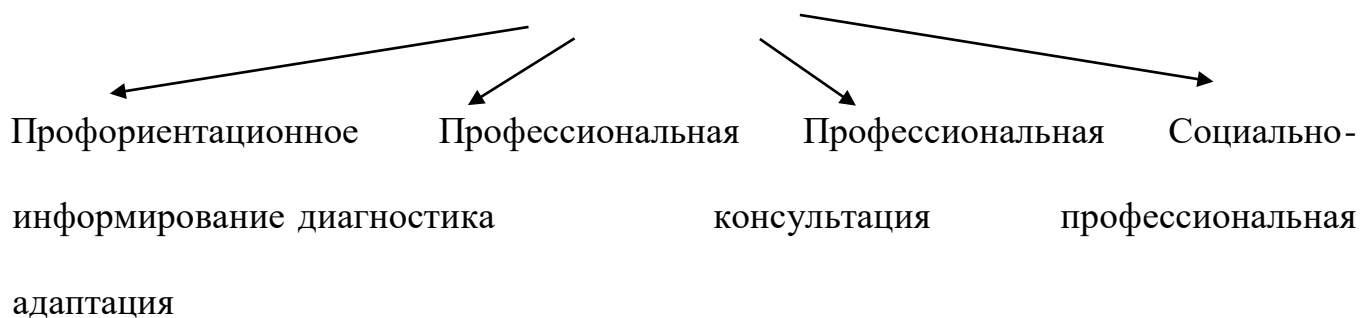 Профориентационное Профессиональная Профессиональная Социально-
информирование диагностика консультация профессиональная
адаптация